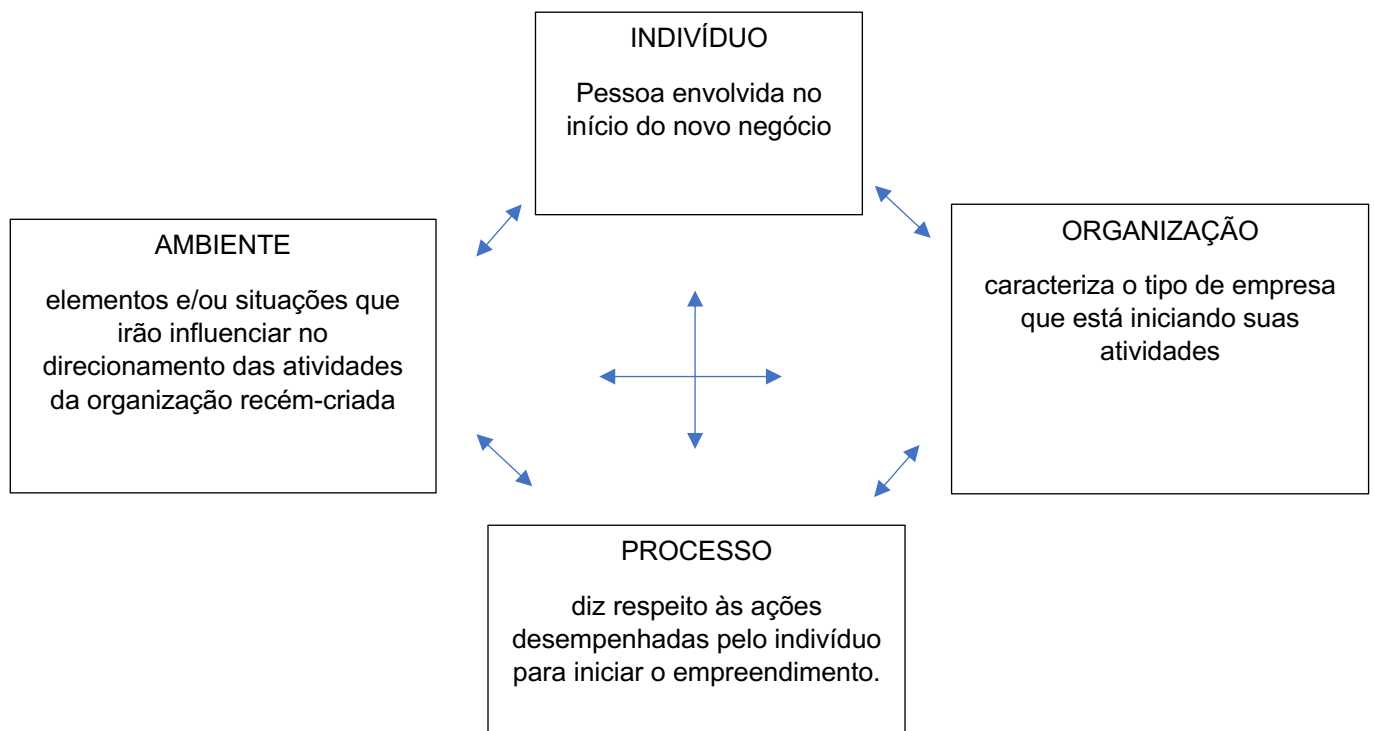 INDIVÍDUO
Pessoa envolvida no
início do novo negócio
AMBIENTE
elementos e/ou situações que
irão influenciar no
direcionamento das atividades
da organização recém-criada
ORGANIZAÇÃO
caracteriza o tipo de empresa
que está iniciando suas
atividades
PROCESSO
diz respeito às ações
desempenhadas pelo indivíduo
para iniciar o empreendimento.